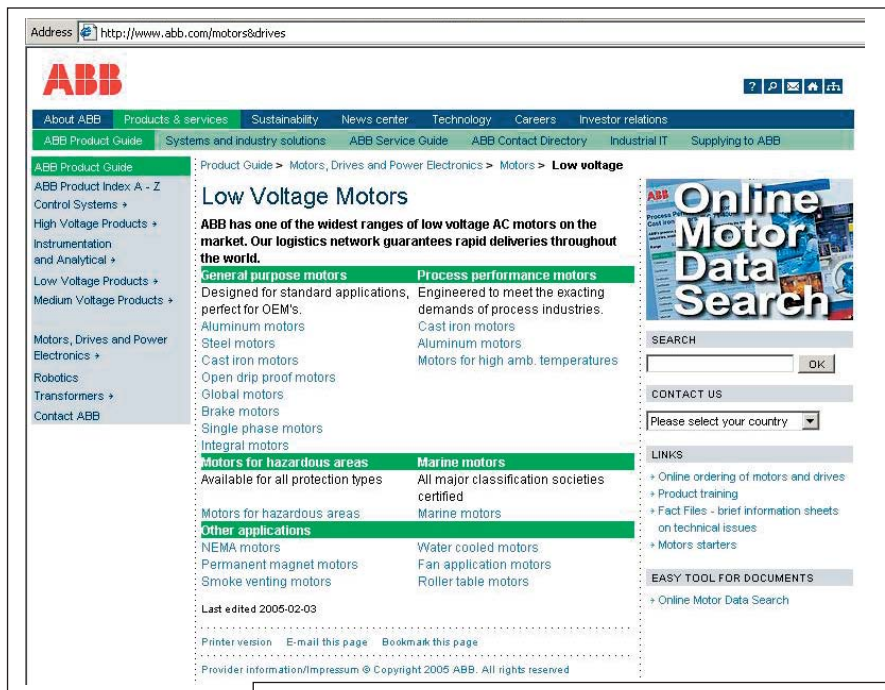 Address http://www.abb.com/motors&drives
ABB
About ABB Products & services Sustainability News center Technology Careers Investor relations
ABB Product Guide Systems and industry solutions ABB Service Guide ABB Contact Directory Industrial IT Supplying to ABB
ABB Product Guide
ABB Product Index A - Z
Control Systems
High Voltage Products
Instrumentation
and Analytical
Low Voltage Products
Medium Voltage Products
Motors, Drives and Power
Electronics
Robotics
Transformers
Contact ABB
Product Guide > Motors, Drives and Power Electronics > Motors > Low voltage
Low Voltage Motors
ABB has one of the widest ranges of low voltage AC motors on the
market. Our logistics network guarantees rapid deliveries throughout
the world.
General purpose motors
Designed for standard applications,
perfect for OEM's.
Aluminum motors
Steel motors
Cast iron motors
Open drip proof motors
Global motors
Brake motors
Single phase motors
Integral motors
Process performance motors
Engineered to meet the exacting
demands of process industries.
Cast iron motors
Aluminum motors
Motors for high amb. temperatures
Motors for hazardous areas
Available for all protection types
Motors for hazardous areas
Marine motors
All major classification societies
certified
Marine motors
Other applications
NEMA motors
Permanent magnet motors
Smoke venting motors
Water cooled motors
Fan application motors
Roller table motors
Last edited 2005-02-03
Printer version E-mail this page Bookmark this page
Provider information/Impressum © Copyright 2005 ABB. All rights reserved
ABB
Online
Motor
Data
Search
SEARCH
OK
CONTACT US
Please select your country
LINKS
Online ordering of motors and drives
Product training
Fact Files - brief information sheets
on technical issues
Motors starters
EASY TOOL FOR DOCUMENTS
Online Motor Data Search